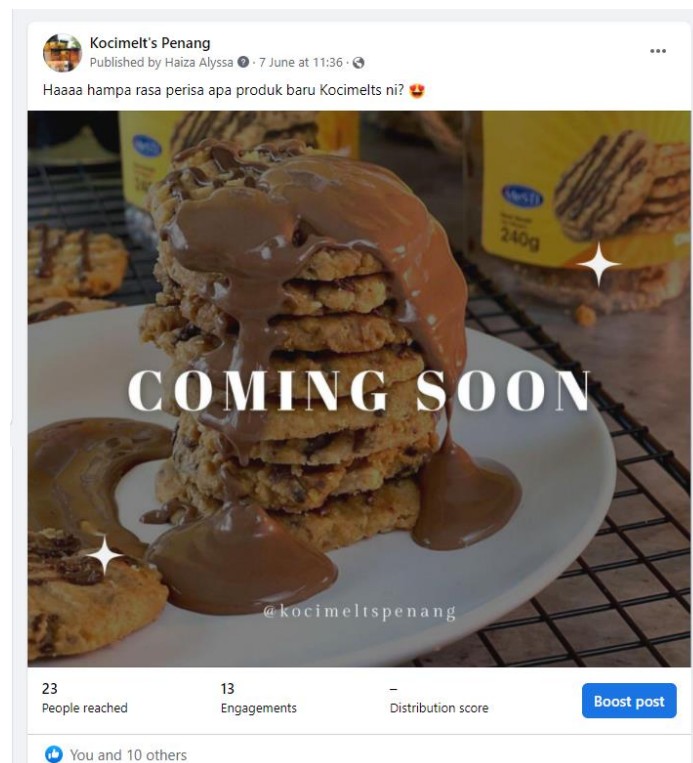 Kocimelt's Penang
Published by Haiza Alyssa · 7 June at 11:36 ·
Haaaa hampa rasa perisa apa produk baru Kocimelts ni? 😍
MeSTI
240g
COMING SOON
@kocimeltspenang
23
People reached
13
Engagements
–
Distribution score
Boost post
You and 10 others